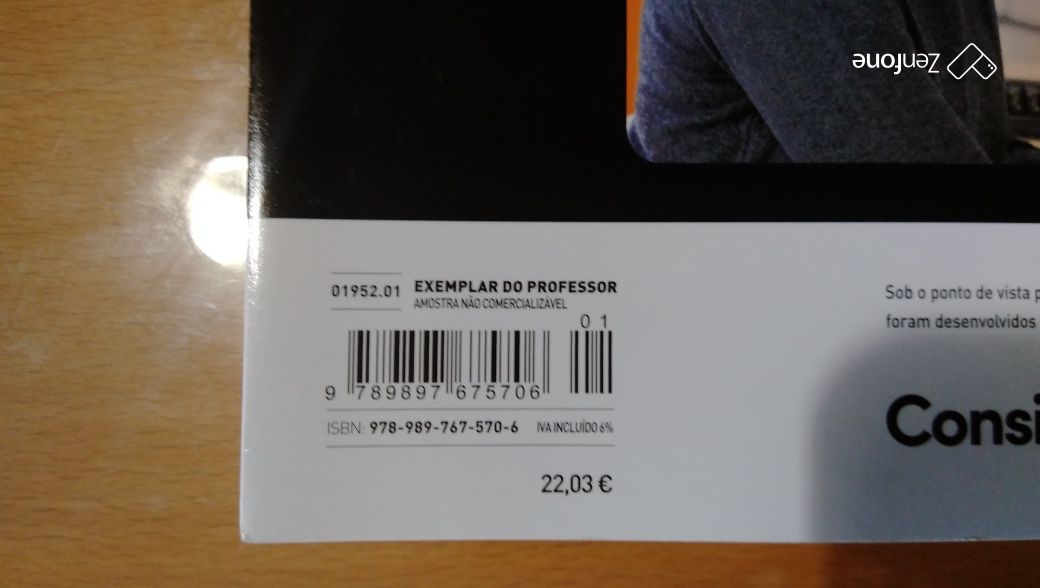 Zenfone
01952.01 EXEMPLAR DO PROFESSOR
AMOSTRA NÃO COMERCIALIZÁVEL
01
9 789897 675706
ISBN: 978-989-767-570-6 IVA INCLUÍDO 6%
22,03 €
Sob o ponto de vista
foram desenvolvidos